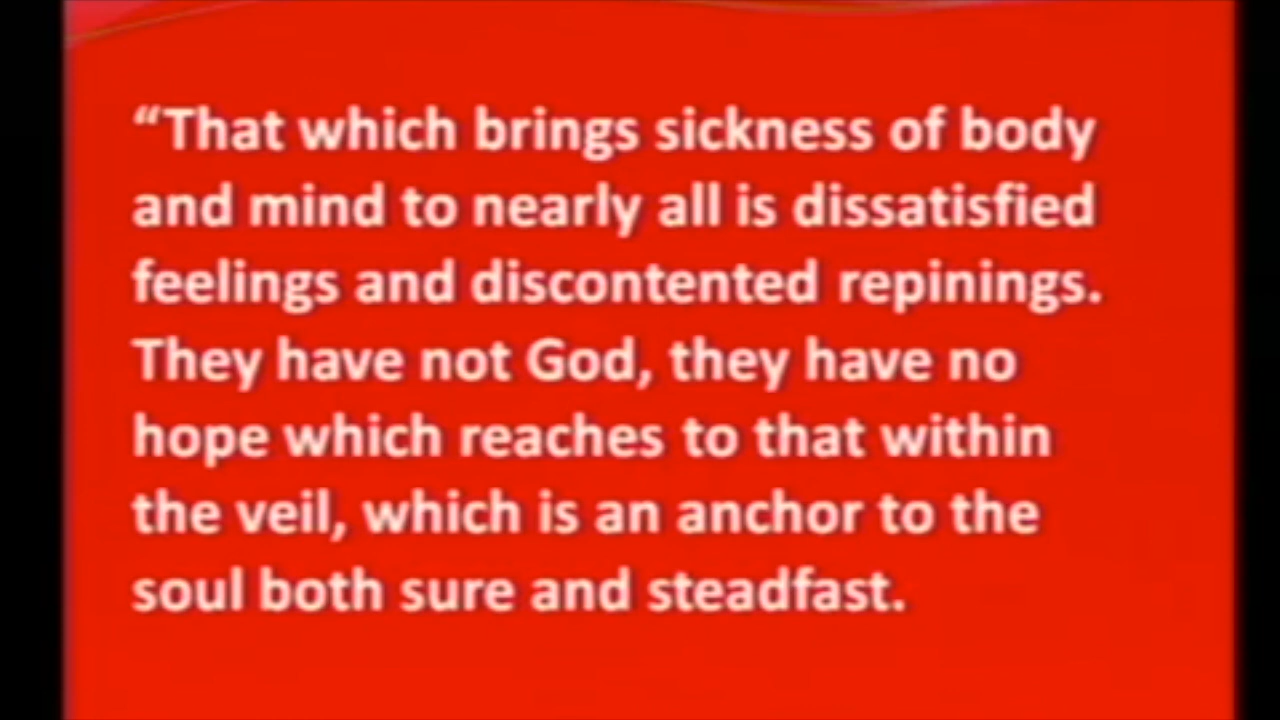 “That which brings sickness of body
and mind to nearly all is dissatisfied
feelings and discontented repinings.
They have not God, they have no
hope which reaches to that within
the veil, which is an anchor to the
soul both sure and steadfast.